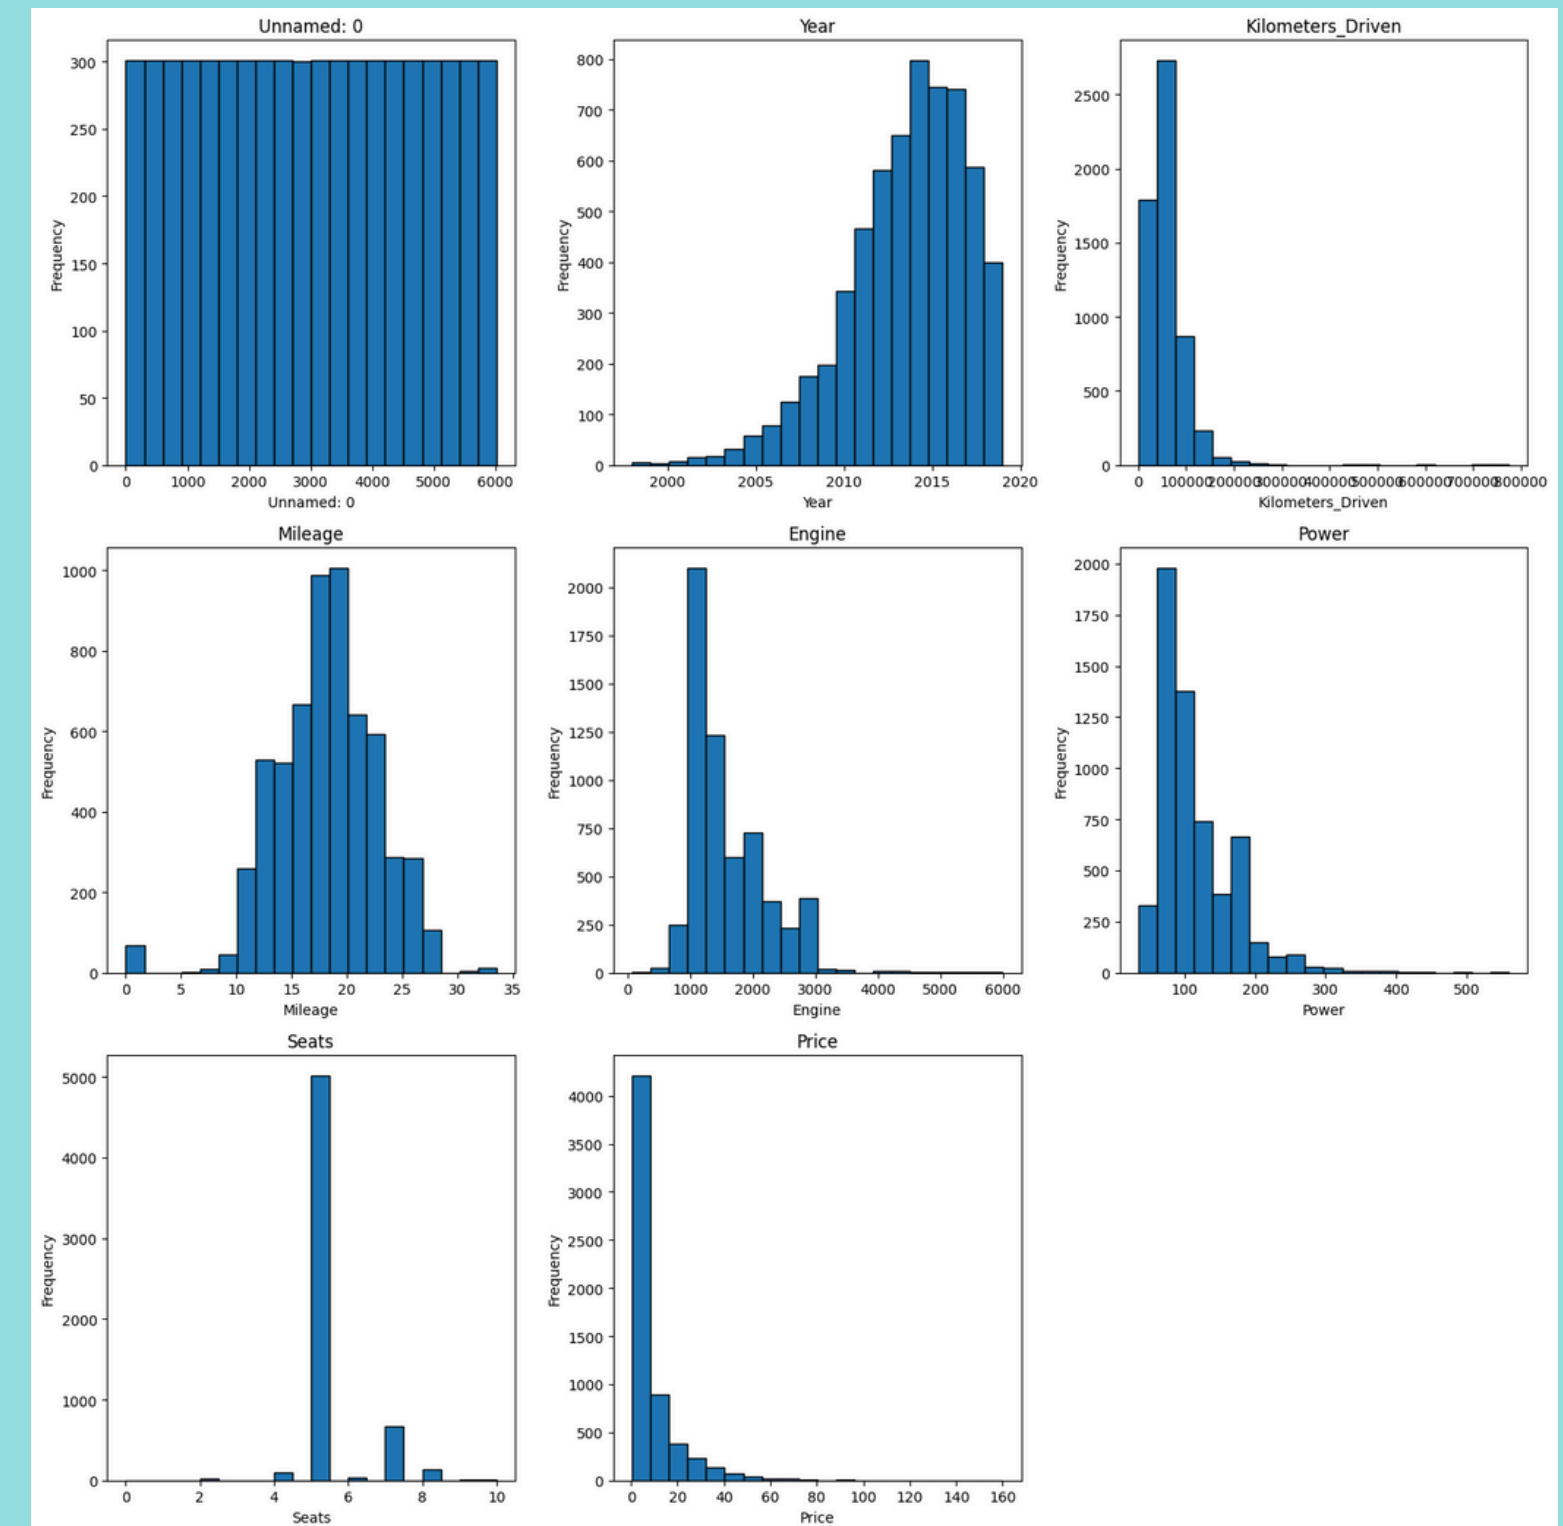 Unnamed: 0
Frequency
300
250
200
150
100
50
0
0 1000 2000 3000 4000 5000 6000
Unnamed: 0
Year
Frequency
800
700
600
500
400
300
200
100
0
2000 2005 2010 2015 2020
Year
Kilometers_Driven
Frequency
2500
2000
1500
1000
500
0
0 100000 200000 300000 400000 500000 600000 700000 800000
Kilometers_Driven
Mileage
Frequency
1000
800
600
400
200
0
0 5 10 15 20 25 30 35
Mileage
Engine
Frequency
2000
1750
1500
1250
1000
750
500
250
0
0 1000 2000 3000 4000 5000 6000
Engine
Power
Frequency
2000
1750
1500
1250
1000
750
500
250
0
100 200 300 400 500
Power
Seats
Frequency
5000
4000
3000
2000
1000
0
0 2 4 6 8 10
Seats
Price
Frequency
4000
3500
3000
2500
2000
1500
1000
500
0
0 20 40 60 80 100 120 140 160
Price